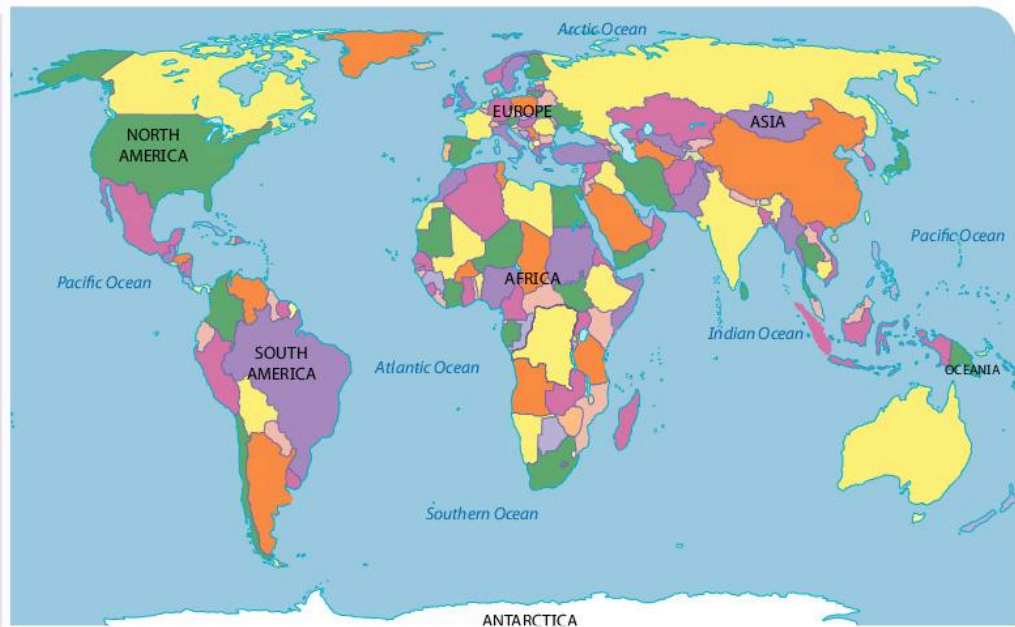 Arctic Ocean
EUROPE
ASIA
NORTH
AMERICA
Pacific Ocean
AFRICA
Pacific Ocean
Indian Ocean
SOUTH
AMERICA
Atlantic Ocean
OCEANIA
Southern Ocean
ANTARCTICA